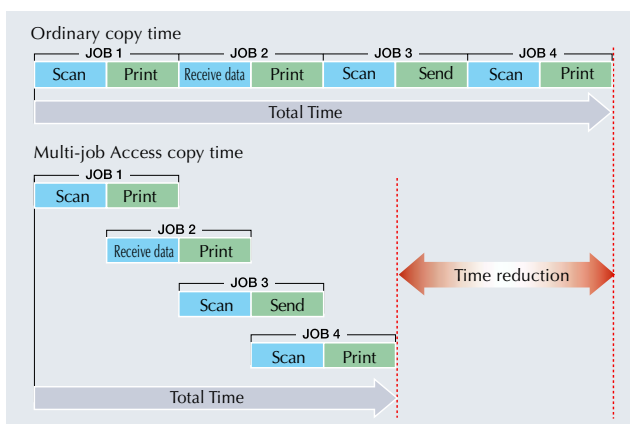 Ordinary copy time
JOB 1 JOB 2 JOB 3 JOB 4
Scan Print Receive data Print Scan Send Scan Print
Total Time
Multi-job Access copy time
JOB 1
Scan Print
JOB 2
Receive data Print
Time reduction
JOB 3
Scan Send
JOB 4
Scan Print
Total Time